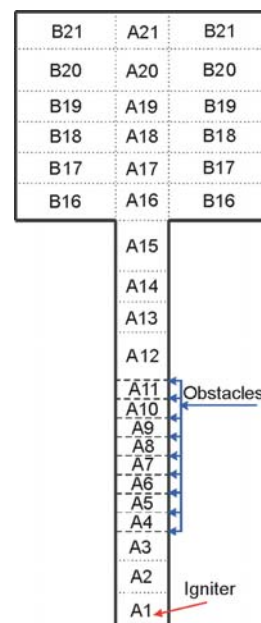 B21 A21 B21
B20 A20 B20
B19 A19 B19
B18 A18 B18
B17 A17 B17
B16 A16 B16
A15
A14
A13
A12
A11
Obstacles
A10
A9
A8
A7
A6
A5
A4
A3
A2
Igniter
A1